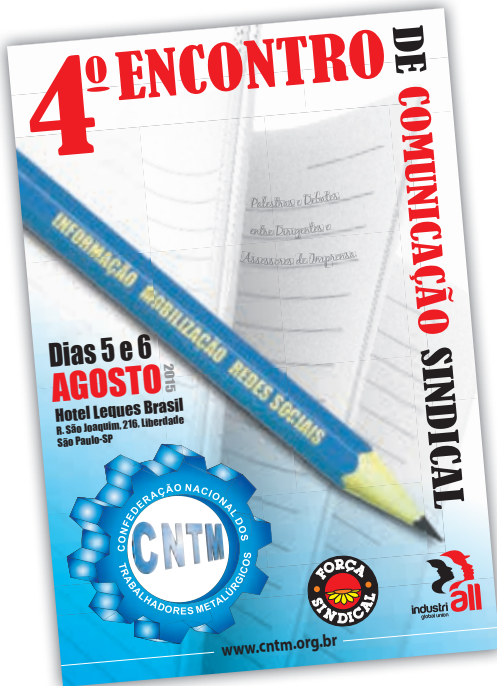 4º ENCONTRO
DE COMUNICAÇÃO SINDICAL
Palestras e Debates
entre Dirigentes e
Assessores de Imprensa
INFORMAÇÃO MOBILIZAÇÃO REDES SOCIAIS
Dias 5 e 6
AGOSTO 2015
Hotel Leques Brasil
R. São Joaquim, 216, Liberdade
São Paulo-SP
CONFEDERAÇÃO NACIONAL DOS
CNTM
TRABALHADORES METALÚRGICOS
FORÇA
SINDICAL
industri all
global union
www.cntm.org.br